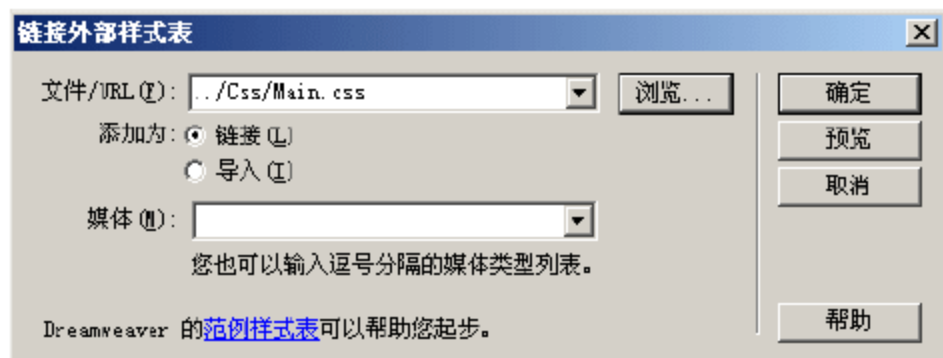 链接外部样式表
文件/URL(F): ../Css/Main.css 浏览... 确定
添加为: 链接(L) 预览
导入(I) 取消
媒体(M):
您也可以输入逗号分隔的媒体类型列表。
Dreamweaver 的范例样式表可以帮助您起步。 帮助